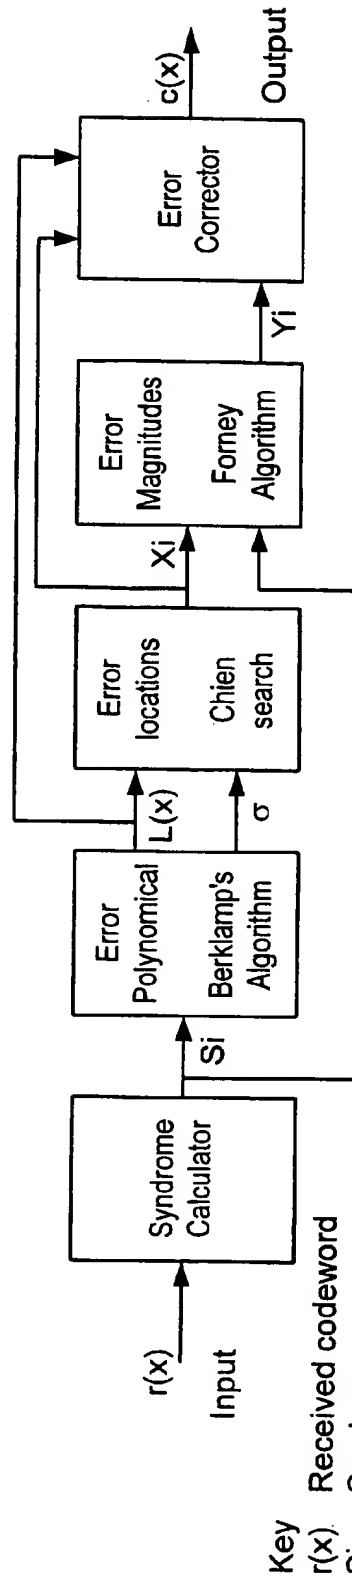 r(x)
Input
Syndrome
Calculator
Si
Error
Polynomical
Berklamp's
Algorithm
L(x)
σ
Error
locations
Chien
search
Xi
Error
Magnitudes
Forney
Algorithm
Yi
Error
Corrector
c(x)
Output
Key
r(x) Received codeword